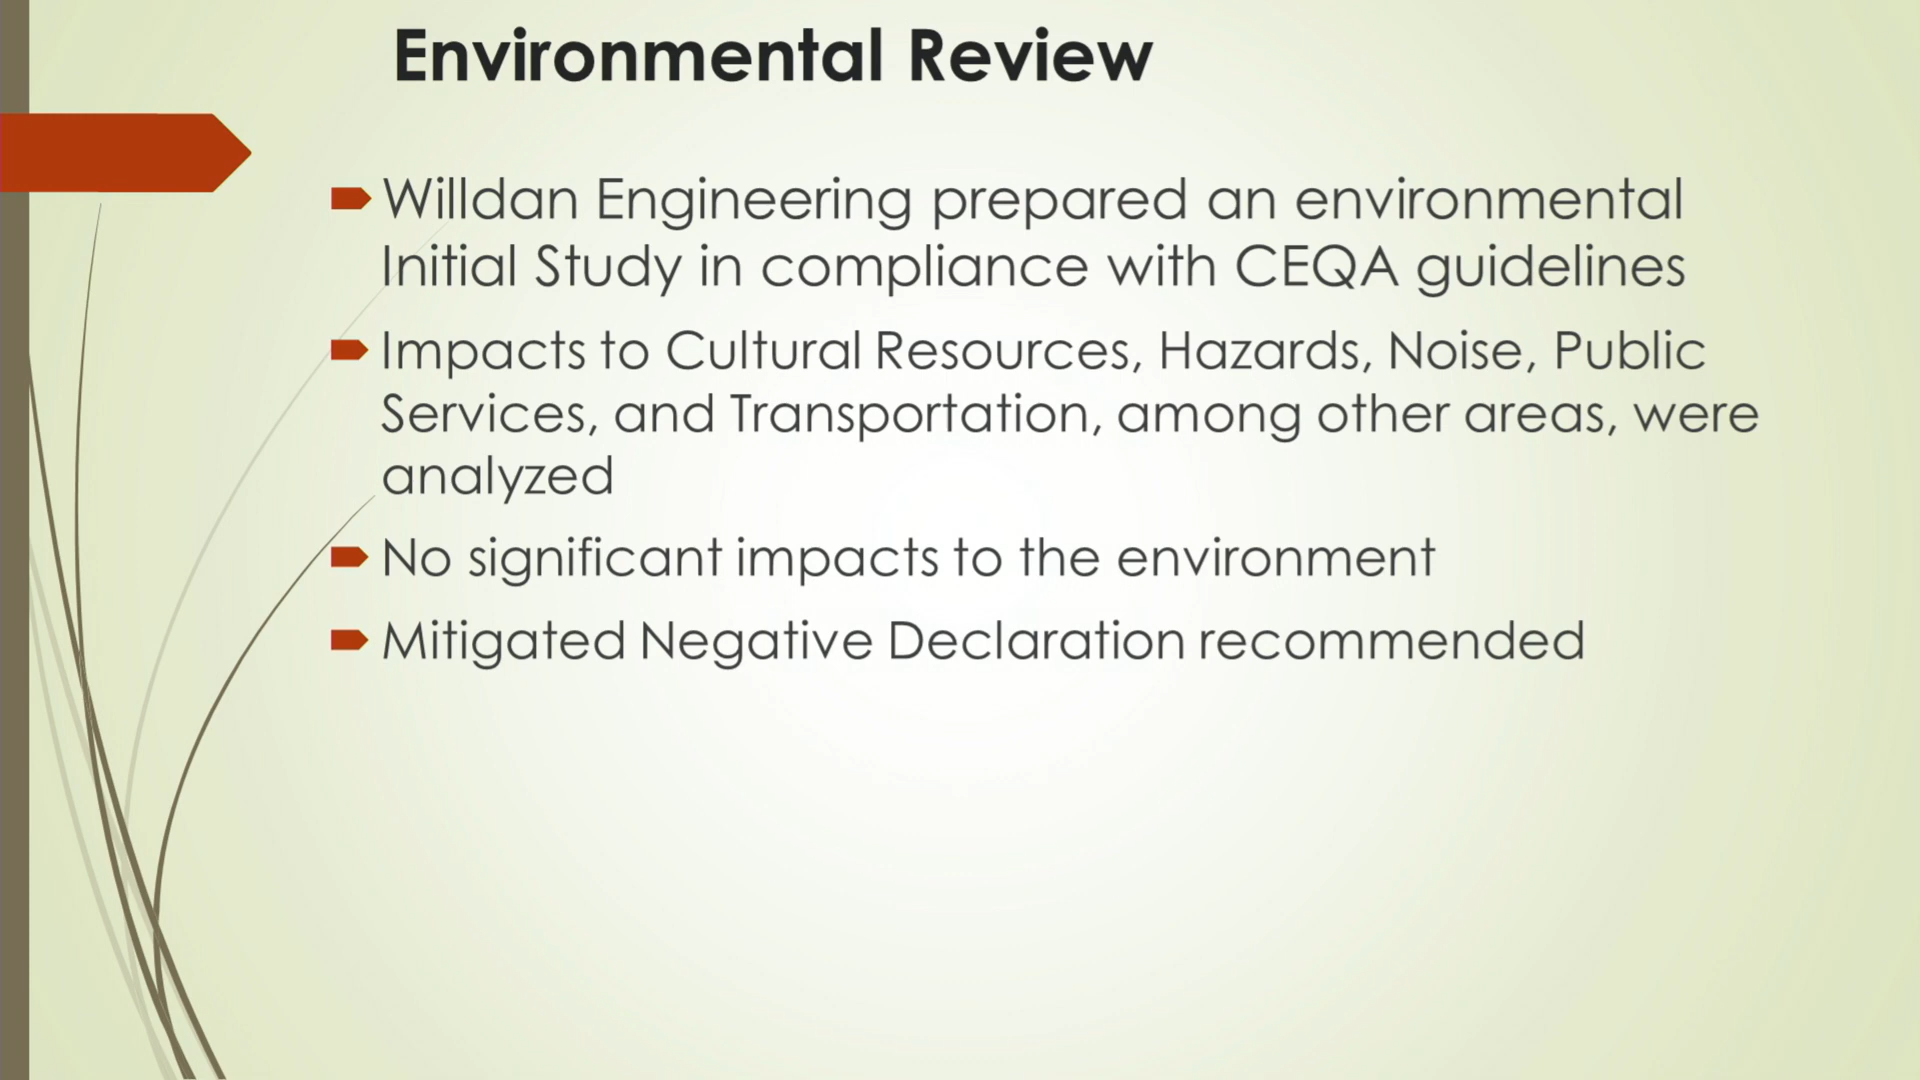 Environmental Review
Willdan Engineering prepared an environmental
Initial Study in compliance with CEQA guidelines
Impacts to Cultural Resources, Hazards, Noise, Public
Services, and Transportation, among other areas, were
analyzed
No significant impacts to the environment
Mitigated Negative Declaration recommended